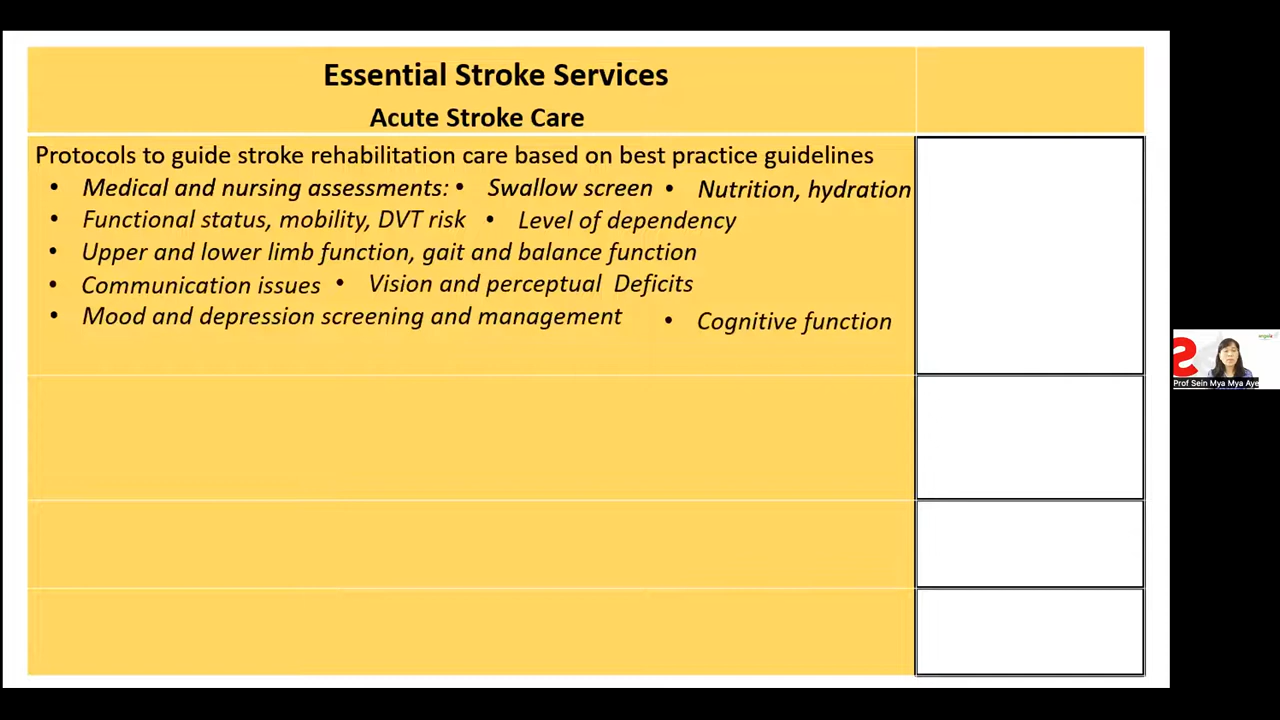 Essential Stroke Services
Acute Stroke Care
Protocols to guide stroke rehabilitation care based on best practice guidelines
• Medical and nursing assessments: • Swallow screen • Nutrition, hydration
• Functional status, mobility, DVT risk • Level of dependency
• Upper and lower limb function, gait and balance function
• Communication issues • Vision and perceptual Deficits
• Mood and depression screening and management • Cognitive function
S
Prof Sein Mya Mya Aye